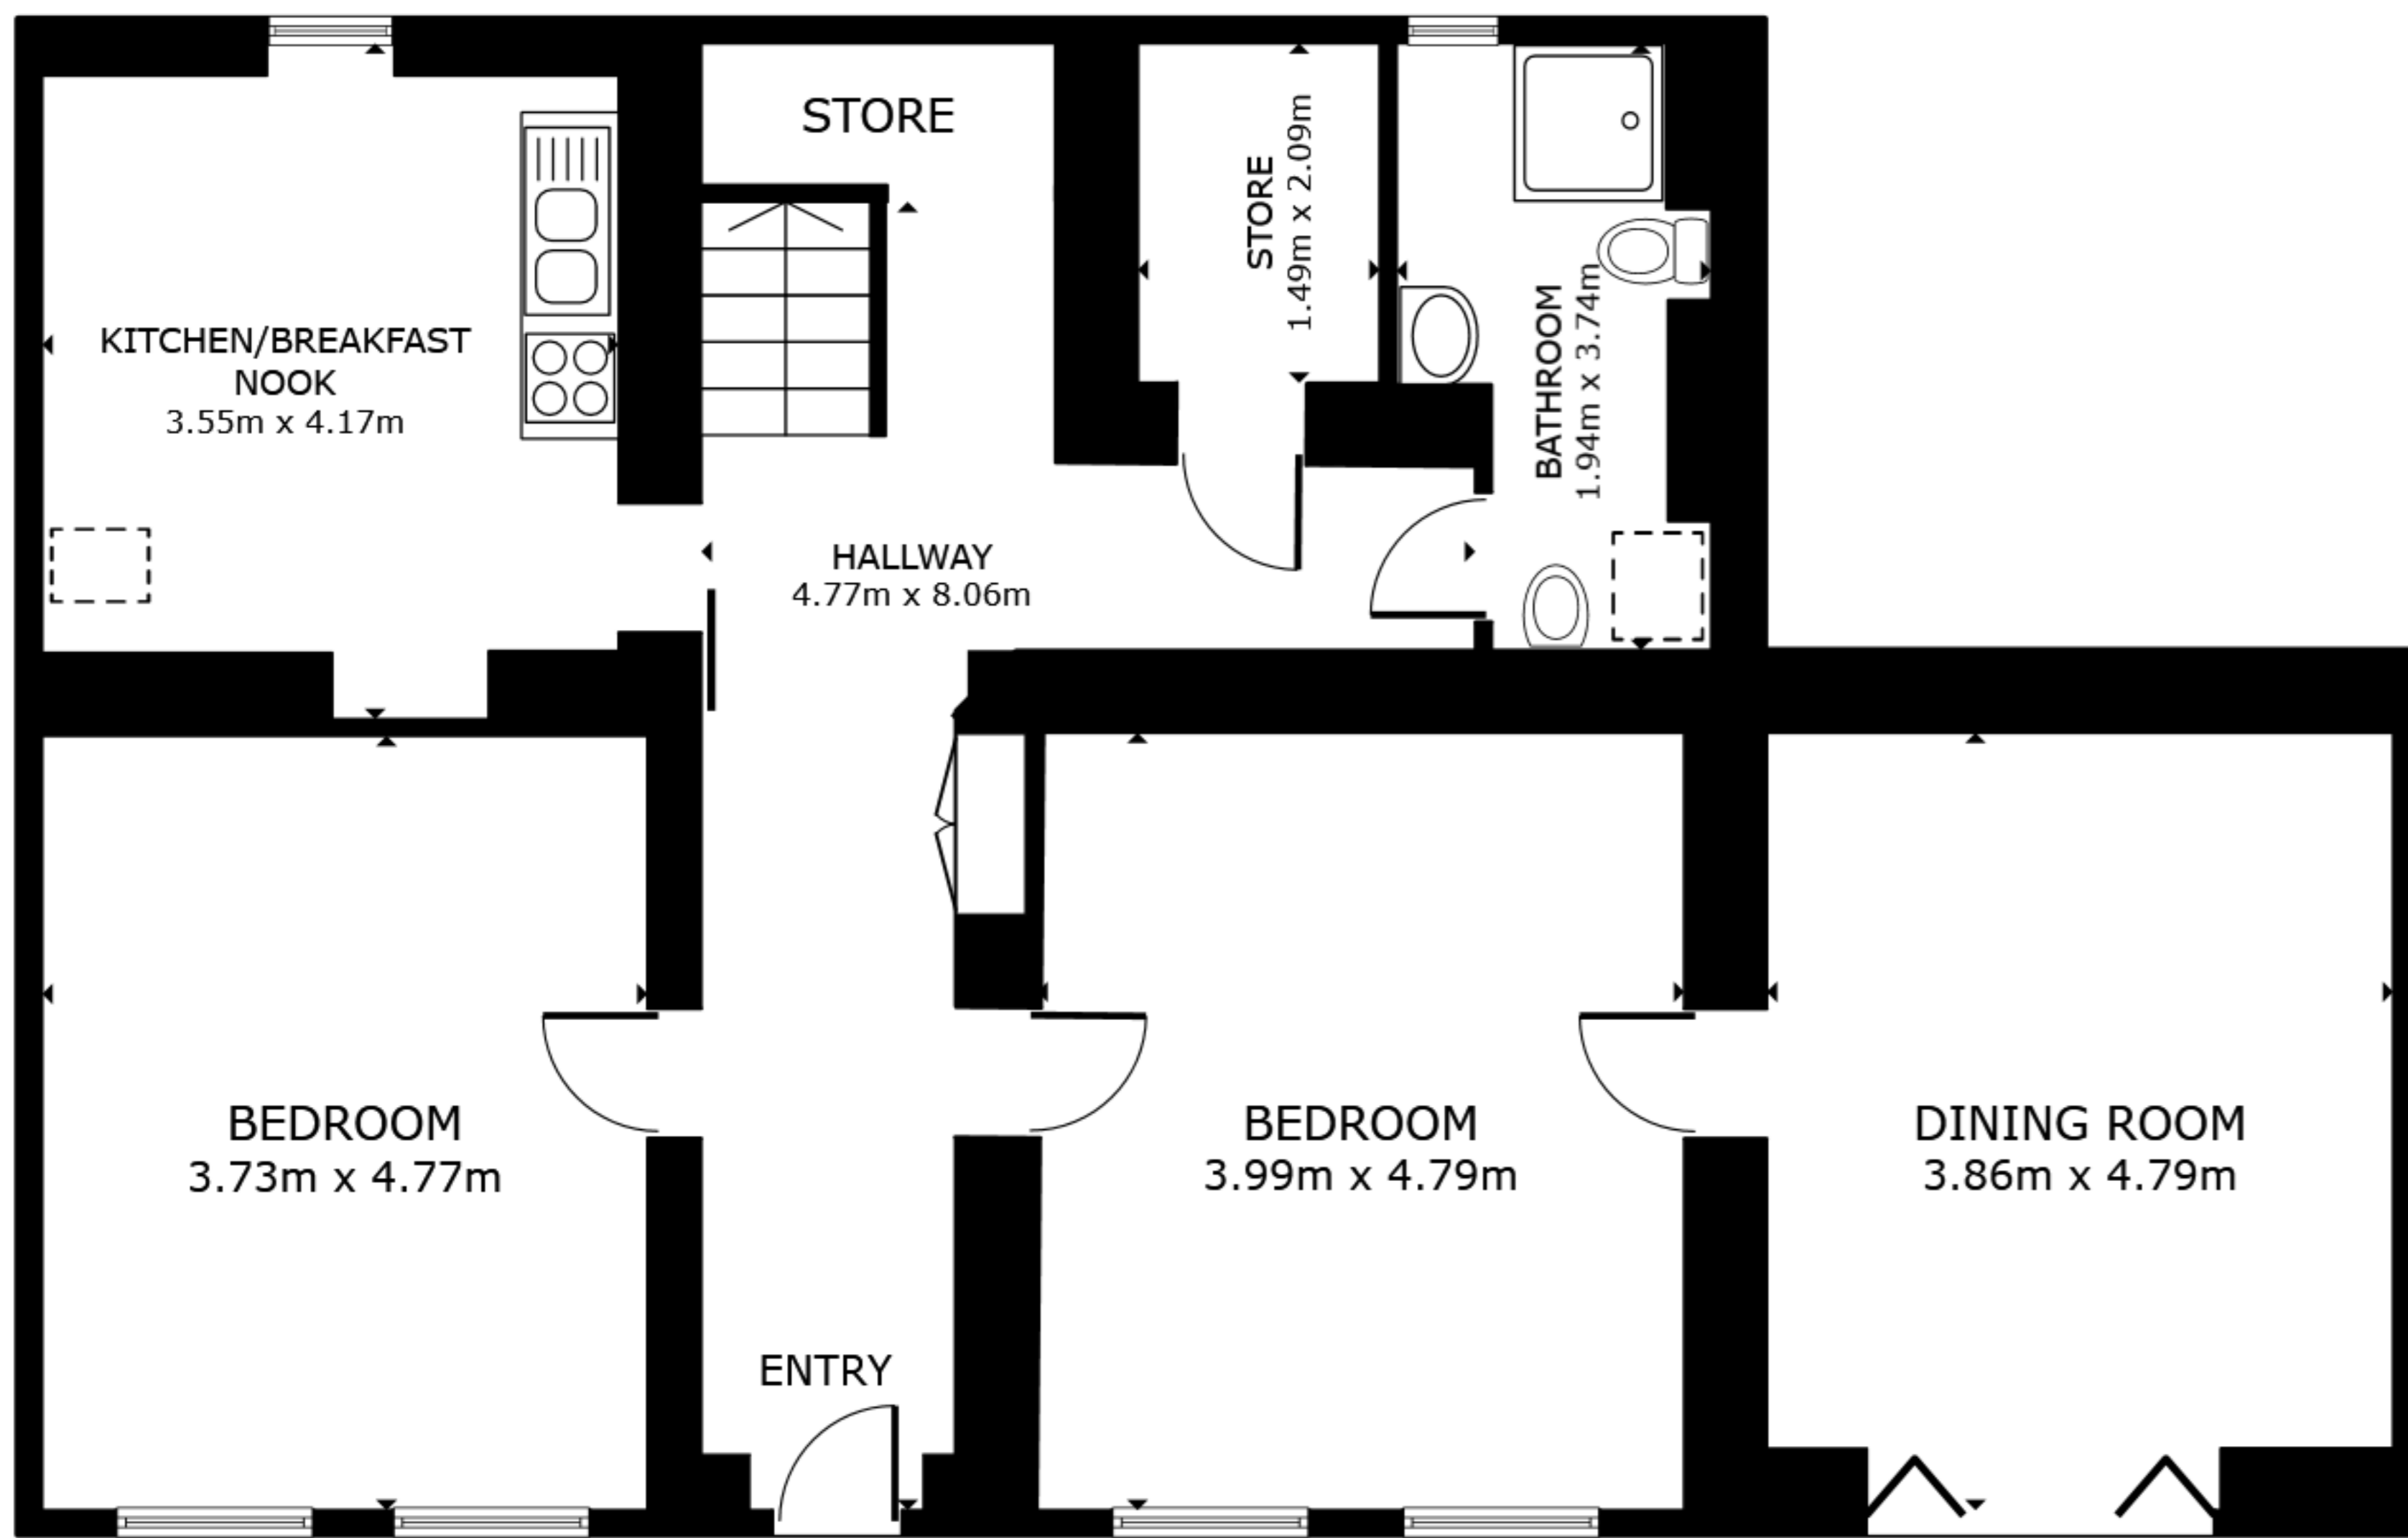 STORE
STORE
1.49m x 2.09m
BATHROOM
1.94m x 3.74m
KITCHEN/BREAKFAST
NOOK
3.55m x 4.17m
HALLWAY
4.77m x 8.06m
BEDROOM
3.73m x 4.77m
BEDROOM
3.99m x 4.79m
DINING ROOM
3.86m x 4.79m
ENTRY